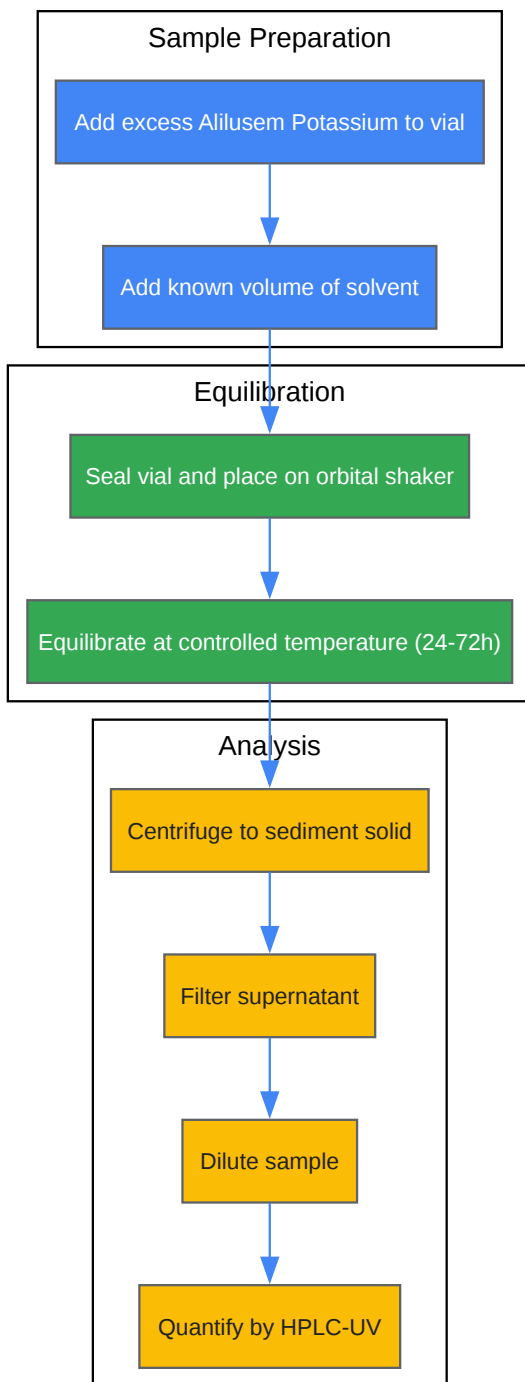 Sample Preparation
Add excess Alilusem Potassium to vial
Add known volume of solvent
Equilibration
Seal vial and place on orbital shaker
Equilibrate at controlled temperature (24-72h)
Analysis
Centrifuge to sediment solid
Filter supernatant
Dilute sample
Quantify by HPLC-UV